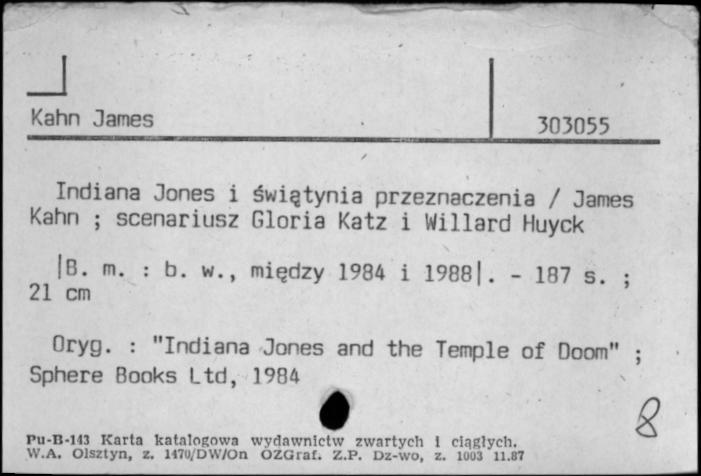 Kahn James
303055
Indiana Jones i świątynia przeznaczenia / James
Kahn ; scenariusz Gloria Katz i Willard Huyck
|B. m. : b. w., między 1984 i 1988|. - 187 s. ;
21 cm
Oryg. : "Indiana Jones and the Temple of Doom" ;
Sphere Books Ltd, 1984
8
Pu-B-143 Karta katalogowa wydawnictw zwartych i ciągłych.
W.A. Olsztyn, z. 1470/DW/On OZGraf. Z.P. Dz-wo, z. 1003 11.87